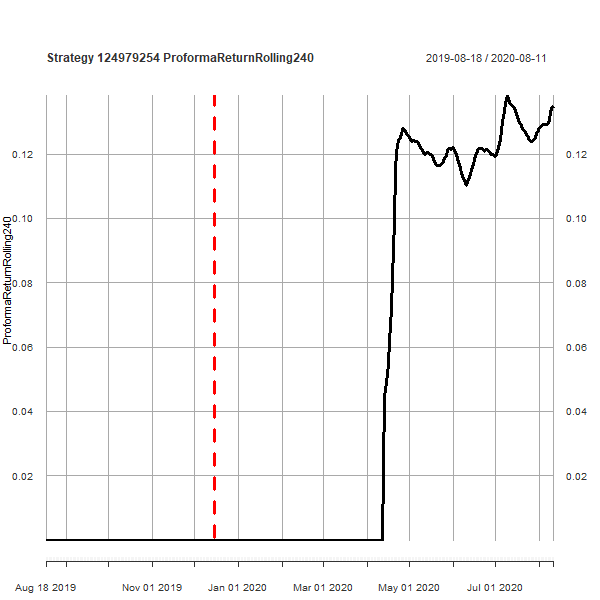 Strategy 124979254 ProformaReturnRolling240
2019-08-18 / 2020-08-11
ProformaReturnRolling240
0.12 0.12
0.10 0.10
0.08 0.08
0.06 0.06
0.04 0.04
0.02 0.02
Aug 18 2019 Nov 01 2019 Jan 01 2020 Mar 01 2020 May 01 2020 Jul 01 2020